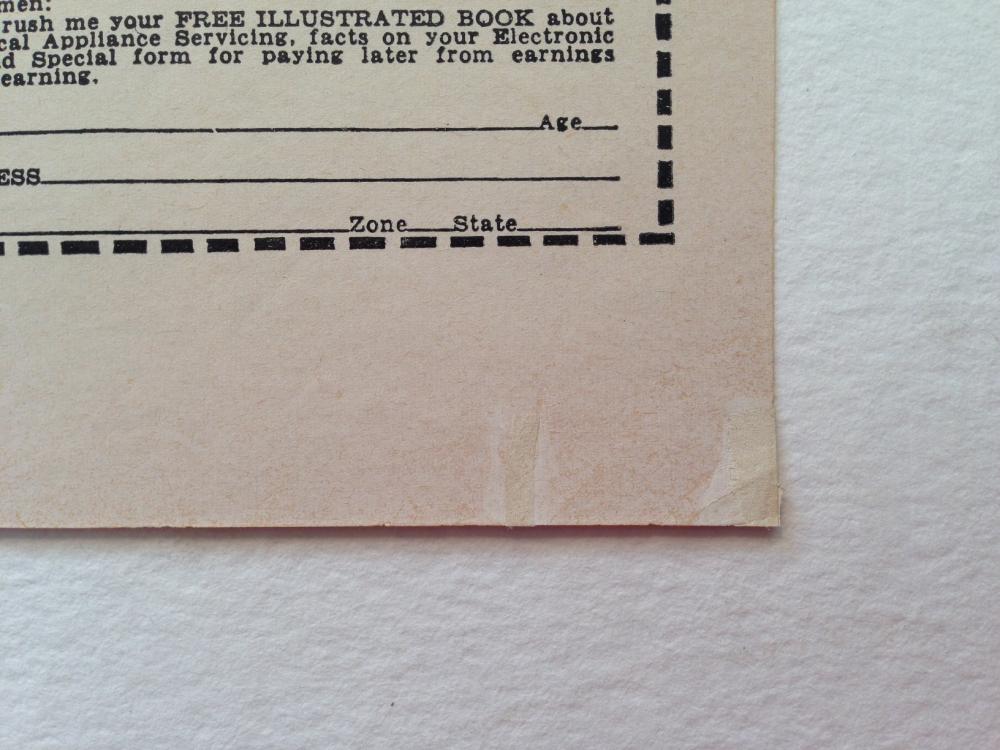 men:
rush me your FREE ILLUSTRATED BOOK about
cal Appliance Servicing, facts on your Electronic
d Special form for paying later from earnings
earning.
Age
ESS
Zone State